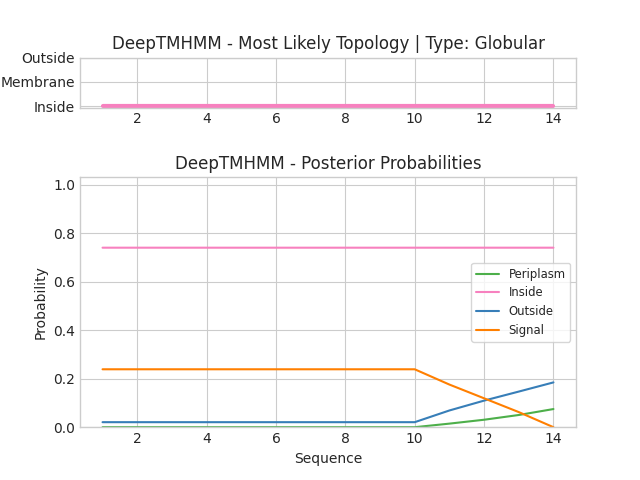 DeepTMHMM - Most Likely Topology | Type: Globular
Outside
Membrane
Inside
2 4 6 8 10 12 14
DeepTMHMM - Posterior Probabilities
1.0
0.8
0.6
0.4
0.2
0.0
Probability
Periplasm
Inside
Outside
Signal
2 4 6 8 10 12 14
Sequence